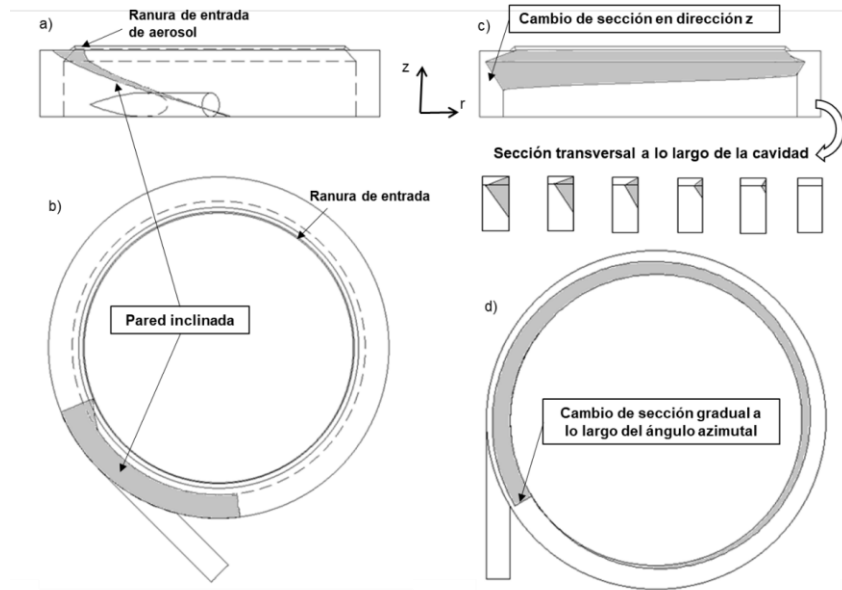 a)
Ranura de entrada
de aerosol
z
r
c)
Cambio de sección en dirección z
Sección transversal a lo largo de la cavidad
b)
Ranura de entrada
Pared inclinada
d)
Cambio de sección gradual a
lo largo del ángulo azimutal